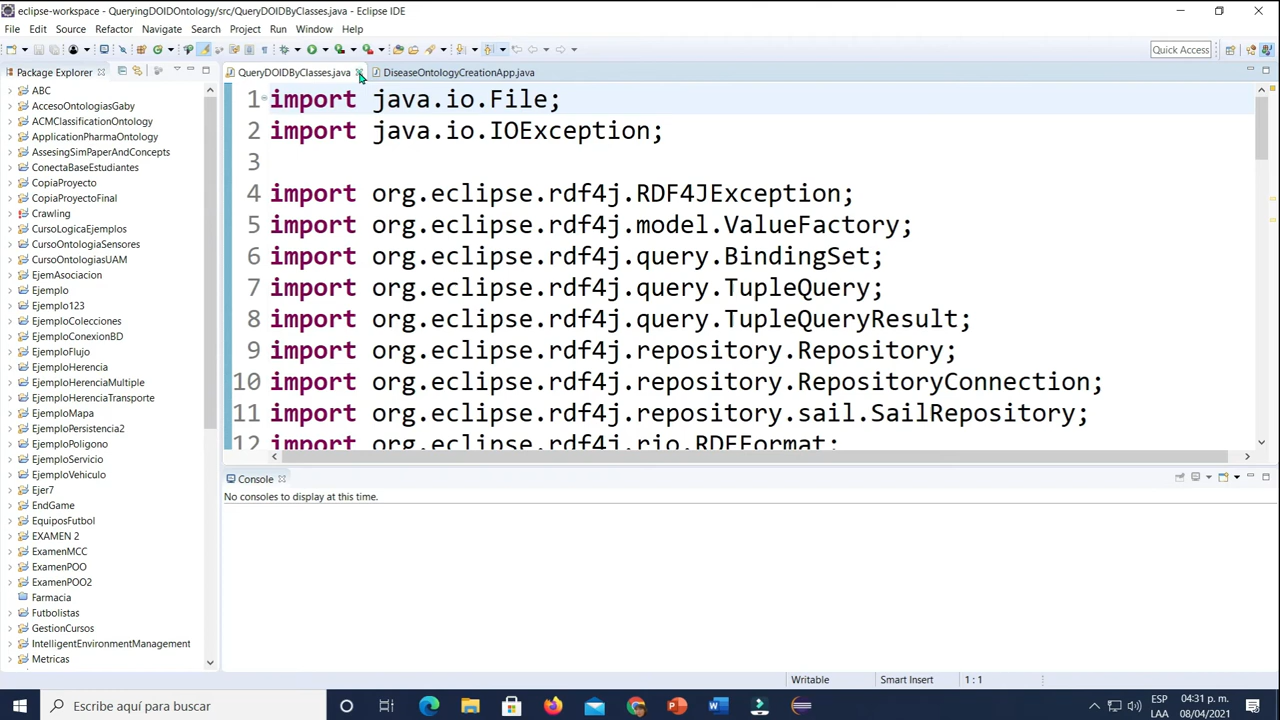 eclipse-workspace - QueryingDOIDOntology/src/QueryDOIDByClasses.java - Eclipse IDE
File Edit Source Refactor Navigate Search Project Run Window Help
Quick Access
Package Explorer
QueryDOIDByClasses.java
DiseaseOntologyCreationApp.java
ABC
AccesoOntologiasGaby
ACMClassificationOntology
ApplicationPharmaOntology
AssesingSimPaperAndConcepts
ConectaBaseEstudiantes
CopiaProyecto
CopiaProyectoFinal
Crawling
CursoLogicaEjemplos
CursoOntologiaSensores
CursoOntologiasUAM
EjemAsociacion
Ejemplo
Ejemplo123
EjemploColecciones
EjemploConexionBD
EjemploFlujo
EjemploHerencia
EjemploHerenciaMultiple
EjemploHerenciaTransporte
EjemploMapa
EjemploPersistencia2
EjemploPoligono
EjemploServicio
EjemploVehiculo
Ejer7
EndGame
EquiposFutbol
EXAMEN 2
ExamenMCC
ExamenPOO
ExamenPOO2
Farmacia
Futbolistas
GestionCursos
IntelligentEnvironmentManagement
Metricas
1 import java.io.File;
2 import java.io.IOException;
3
4 import org.eclipse.rdf4j.RDF4JException;
5 import org.eclipse.rdf4j.model.ValueFactory;
6 import org.eclipse.rdf4j.query.BindingSet;
7 import org.eclipse.rdf4j.query.TupleQuery;
8 import org.eclipse.rdf4j.query.TupleQueryResult;
9 import org.eclipse.rdf4j.repository.Repository;
10 import org.eclipse.rdf4j.repository.RepositoryConnection;
11 import org.eclipse.rdf4j.repository.sail.SailRepository;
12 import org.eclipse.rdf4j.rio.RDFFormat;
Console
No consoles to display at this time.
Writable Smart Insert 1 : 1
Escribe aquí para buscar
ESP
LAA
04:31 p. m.
08/04/2021